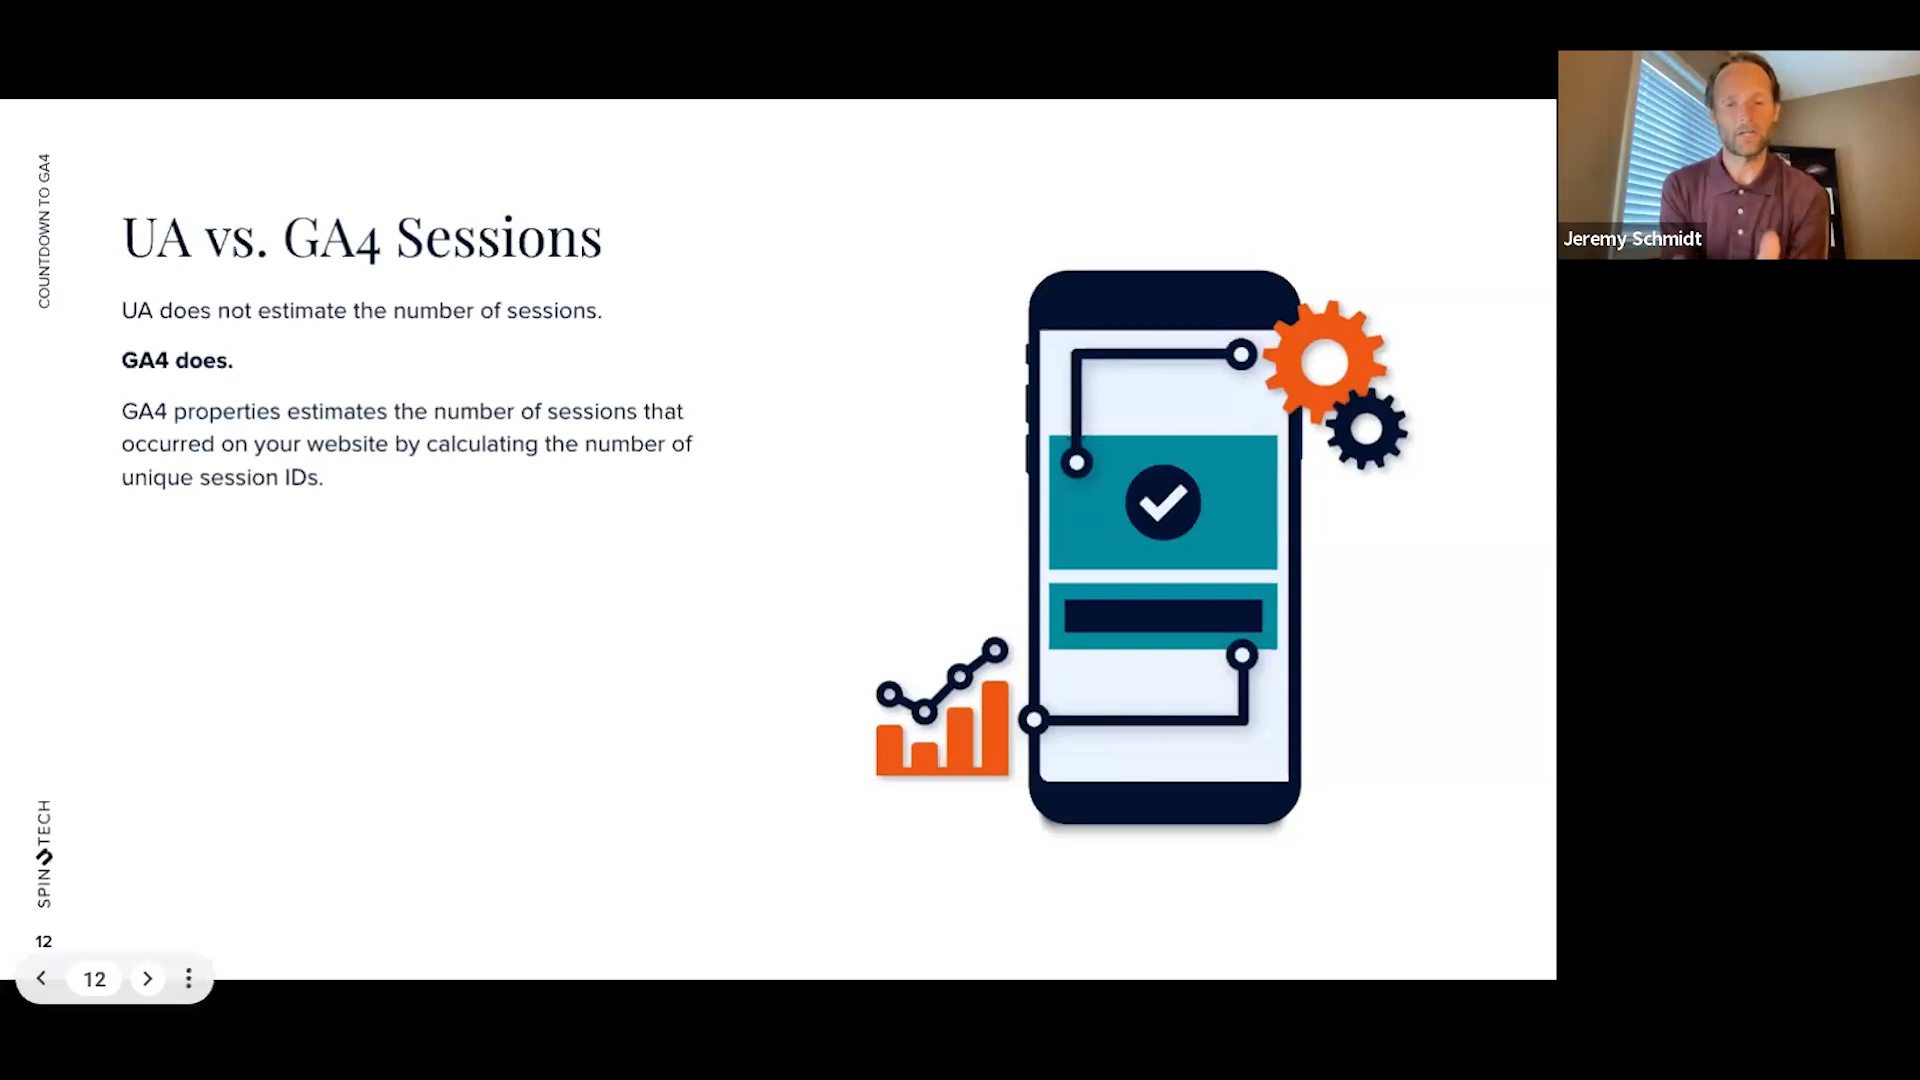 COUNTDOWN TO GA4
UA vs. GA4 Sessions
UA does not estimate the number of sessions.
GA4 does.
GA4 properties estimates the number of sessions that
occurred on your website by calculating the number of
unique session IDs.
SPINUTECH
12
12
Jeremy Schmidt